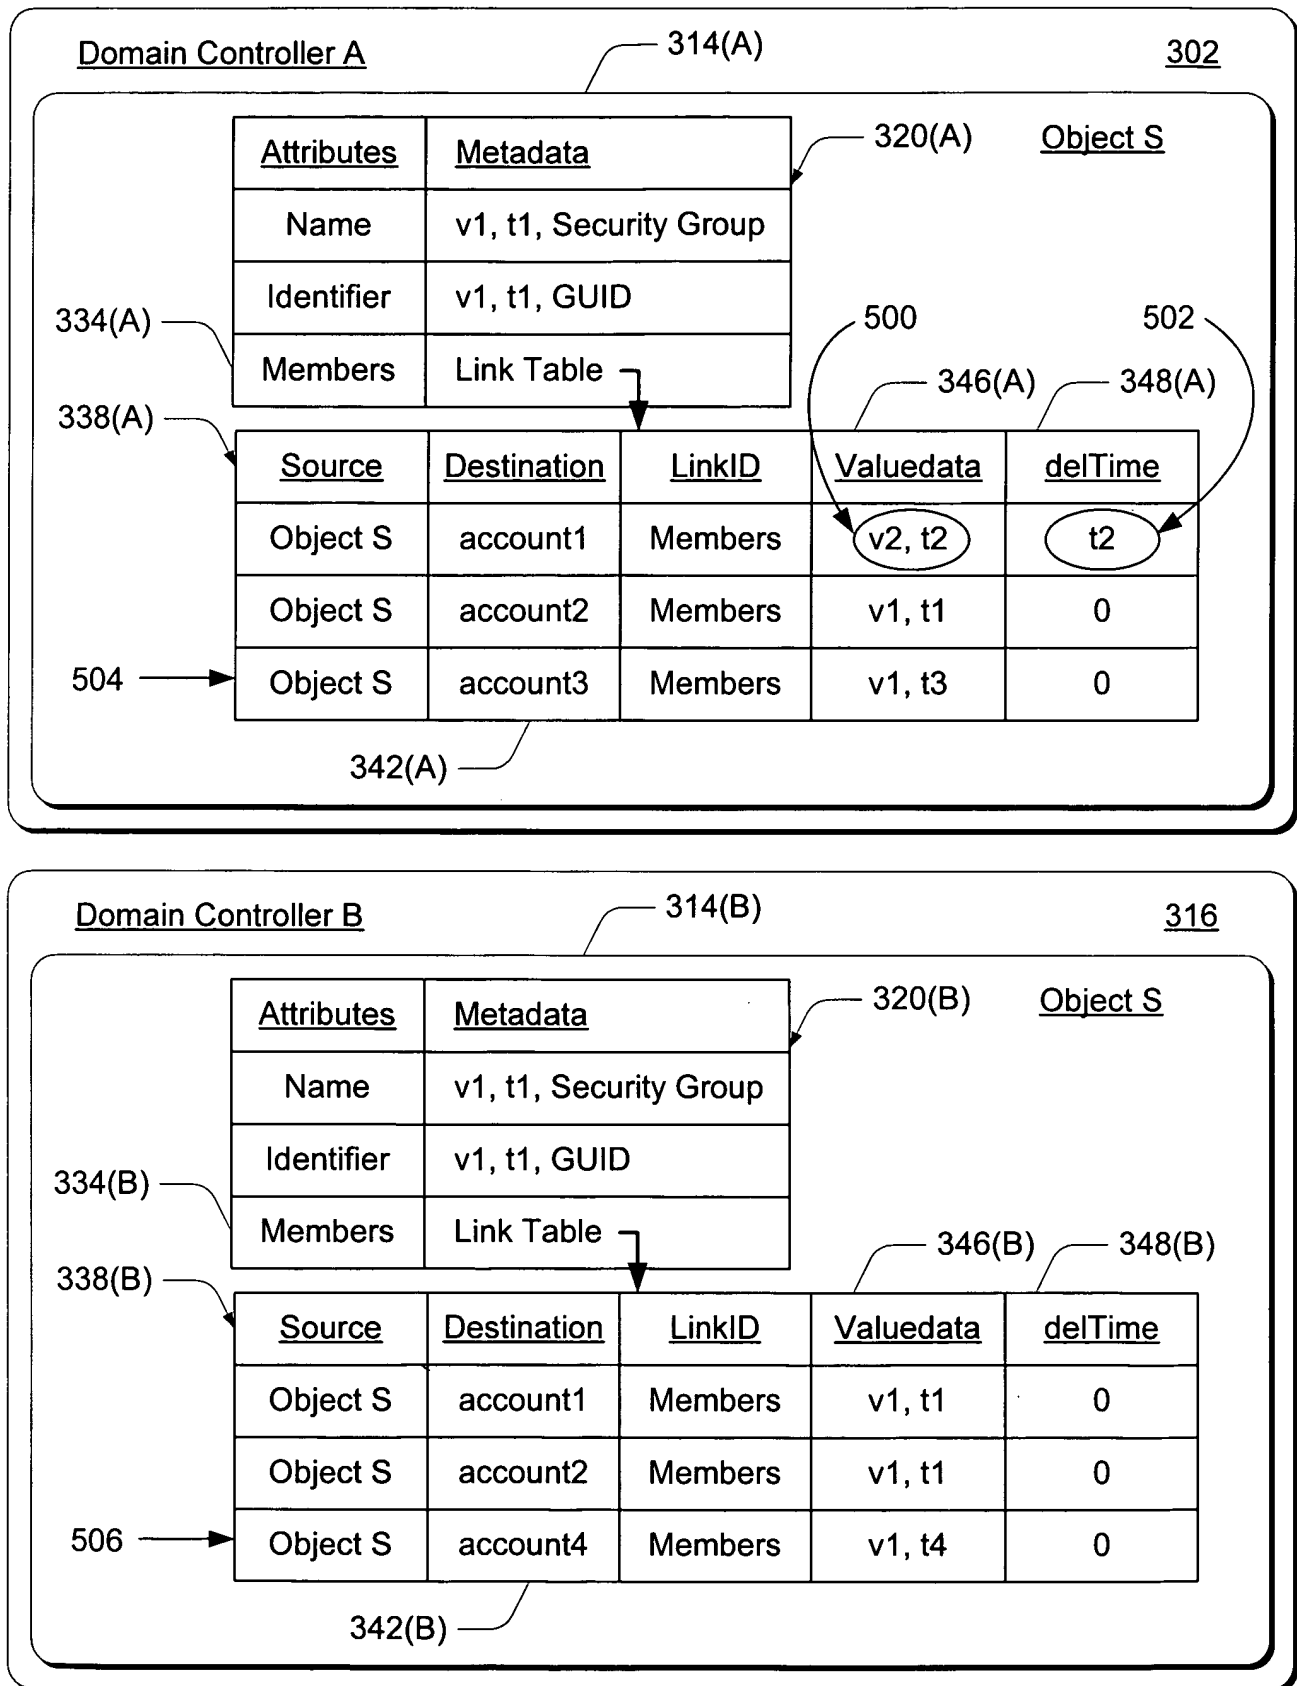 Domain Controller A 314(A) 302
Attributes Metadata 320(A) Object S
Name v1, t1, Security Group
Identifier v1, t1, GUID
334(A) 500 502
Members Link Table 346(A) 348(A)
338(A)
Source Destination LinkID Valuedata delTime
Object S account1 Members v2, t2 t2
Object S account2 Members v1, t1 0
504 Object S account3 Members v1, t3 0
342(A)
Domain Controller B 314(B) 316
Attributes Metadata 320(B) Object S
Name v1, t1, Security Group
Identifier v1, t1, GUID
334(B)
Members Link Table 346(B) 348(B)
338(B)
Source Destination LinkID Valuedata delTime
Object S account1 Members v1, t1 0
Object S account2 Members v1, t1 0
506 Object S account4 Members v1, t4 0
342(B)